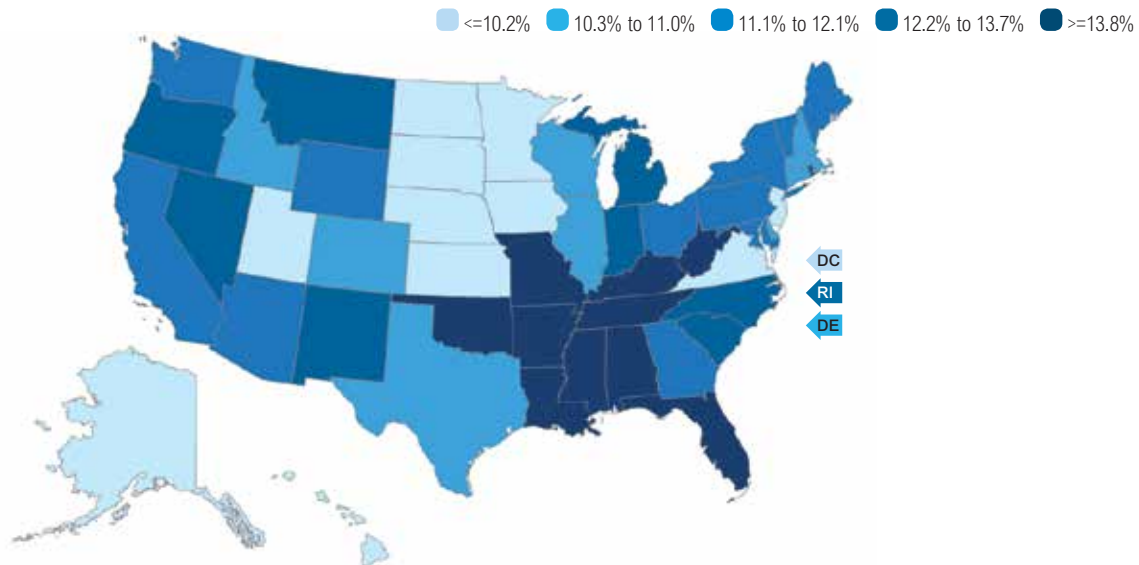 <=10.2% 10.3% to 11.0% 11.1% to 12.1% 12.2% to 13.7% >=13.8%
DC
RI
DE